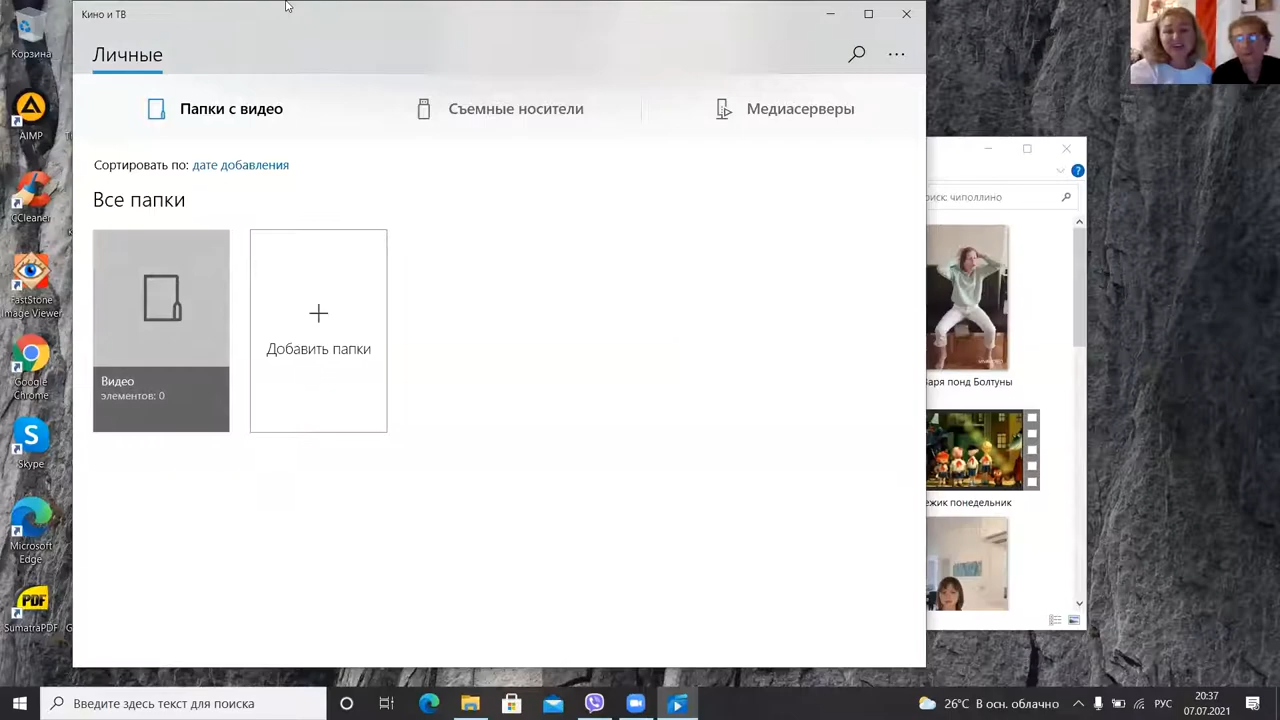 Корзина
AIMP
CCleaner
FastStone
Image Viewer
Google
Chrome
Skype
Microsoft
Edge
PDF
SumatraPDF
Кино и ТВ
Личные
Папки с видео
Съемные носители
Медиасерверы
Сортировать по: дате добавления
Все папки
Видео
элементов: 0
Добавить папки
оиск: чиполлино
Варя понд Болтуны
ежик понедельник
Введите здесь текст для поиска
26°C В осн. облачно
РУС
20:37
07.07.2021